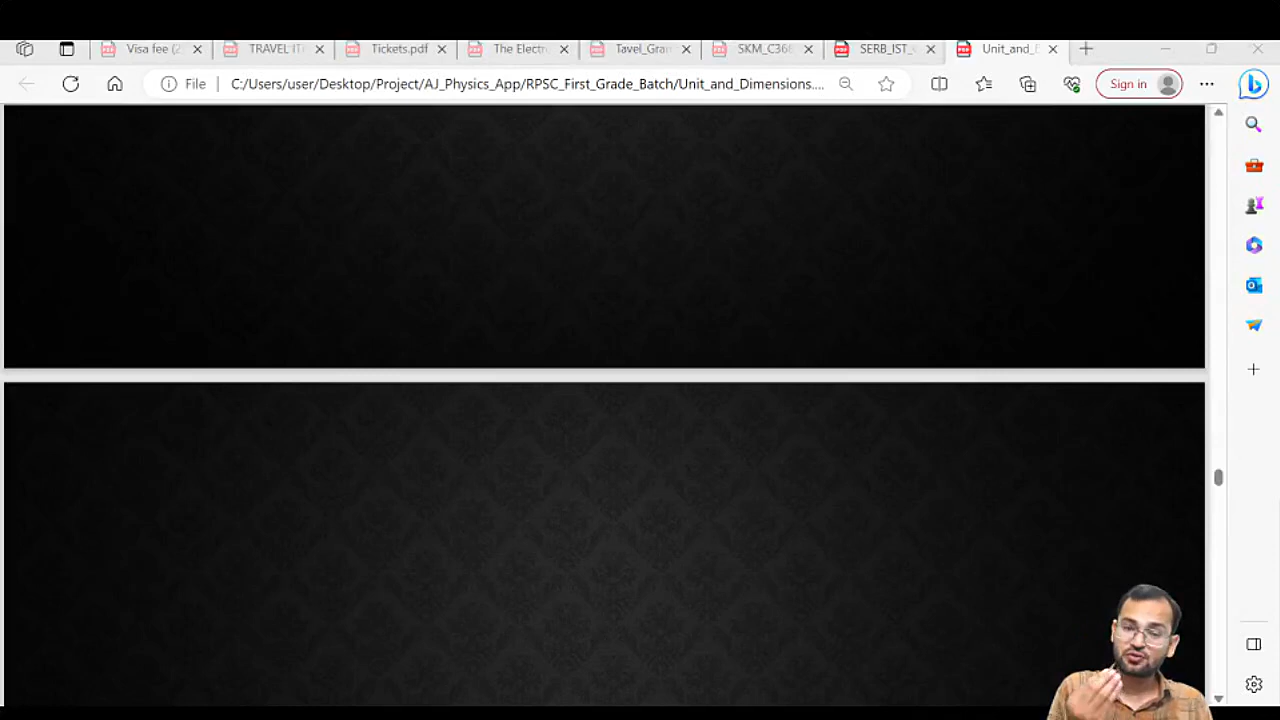 Visa fee (2
TRAVEL IT
Tickets.pdf
The Electr
Tavel_Gra
SKM_C368
SERB_IST_
Unit_and_
File
C:/Users/user/Desktop/Project/AJ_Physics_App/RPSC_First_Grade_Batch/Unit_and_Dimensions....
Sign in